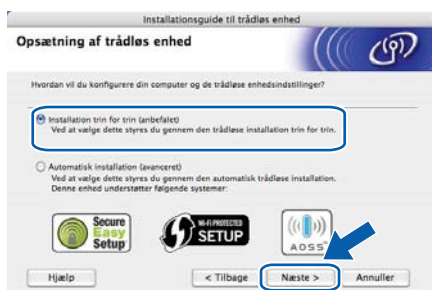 Installationsguide til trådløs enhed
Opsætning af trådløs enhed
Hvordan vil du konfigurere din computer og de trådløse enhedsindstillinger?
Installation trin for trin (anbefalet)
Ved at vælge dette styres du gennem den trådløse installation trin for trin.
Automatisk installation (avanceret)
Ved at vælge dette styres du gennem den automatisk trådløse installation.
Denne enhed understøtter følgende systemer:
Secure
Easy
Setup
WI-FI PROTECTED
SETUP
AOSS
Hjælp
< Tilbage
Næste >
Annuller